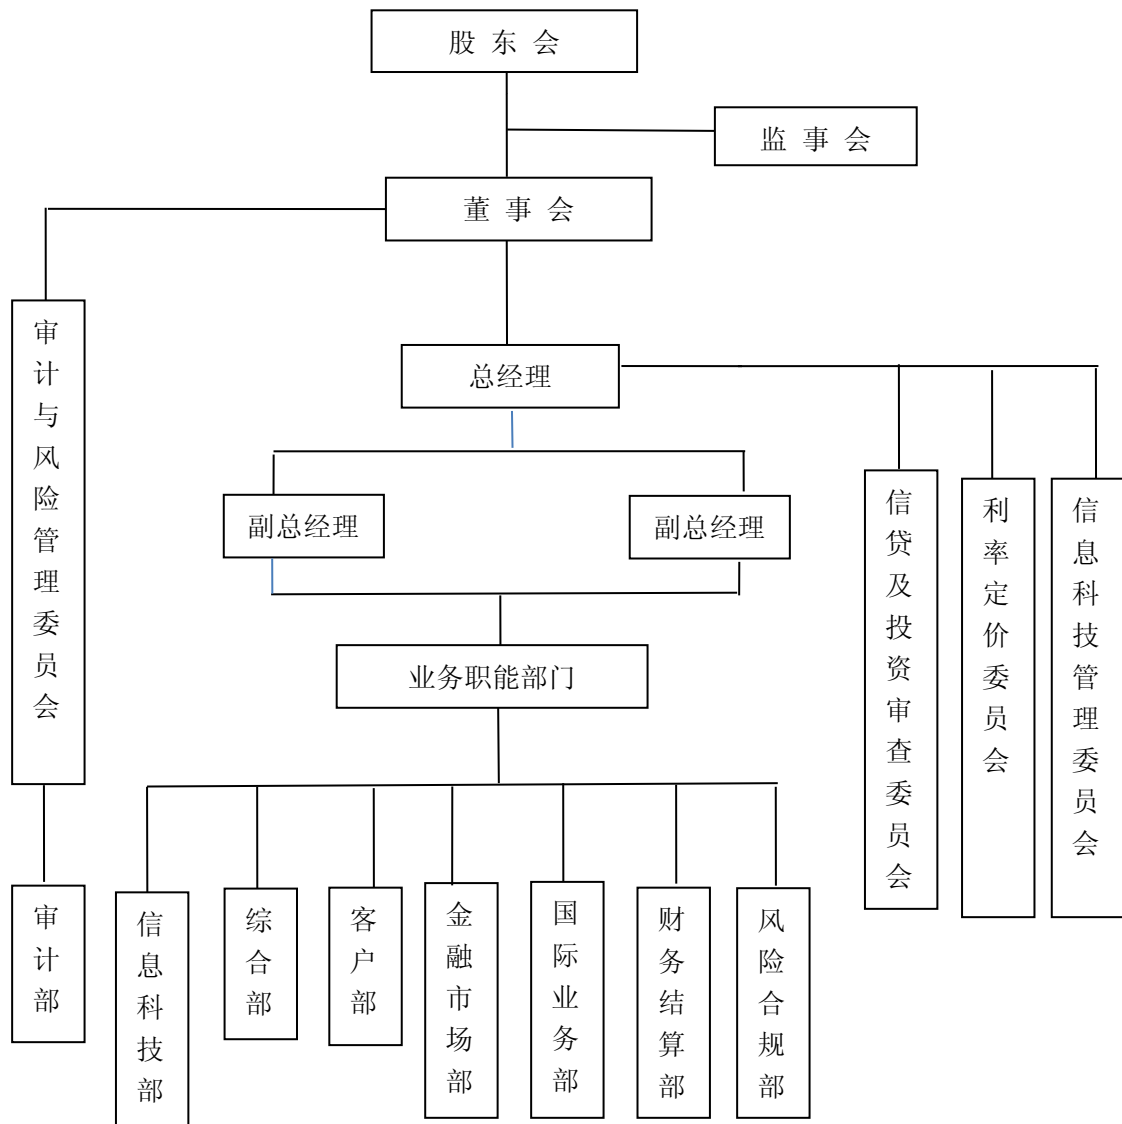 股 东 会
监 事 会
董 事 会
审计与风险管理委员会
总经理
副总经理
副总经理
信贷及投资审查委员会
利率定价委员会
信息科技管理委员会
业务职能部门
审计部
信息科技部
综合部
客户部
金融市场部
国际业务部
财务结算部
风险合规部